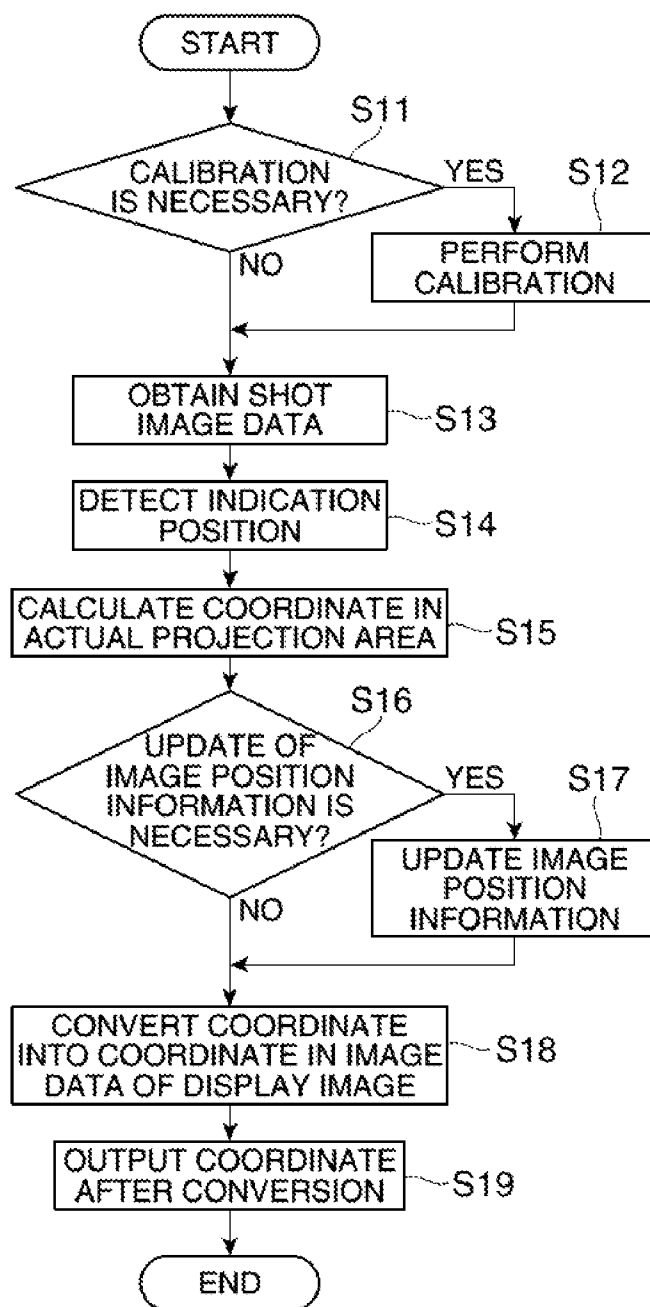 START
S11
CALIBRATION
IS NECESSARY?
YES
S12
NO
PERFORM
CALIBRATION
OBTAIN SHOT
IMAGE DATA
S13
DETECT INDICATION
POSITION
S14
CALCULATE COORDINATE IN
ACTUAL PROJECTION AREA
S15
S16
UPDATE OF
IMAGE POSITION
INFORMATION IS
NECESSARY?
YES
S17
NO
UPDATE IMAGE
POSITION
INFORMATION
CONVERT COORDINATE
INTO COORDINATE IN IMAGE
DATA OF DISPLAY IMAGE
S18
OUTPUT COORDINATE
AFTER CONVERSION
S19
END